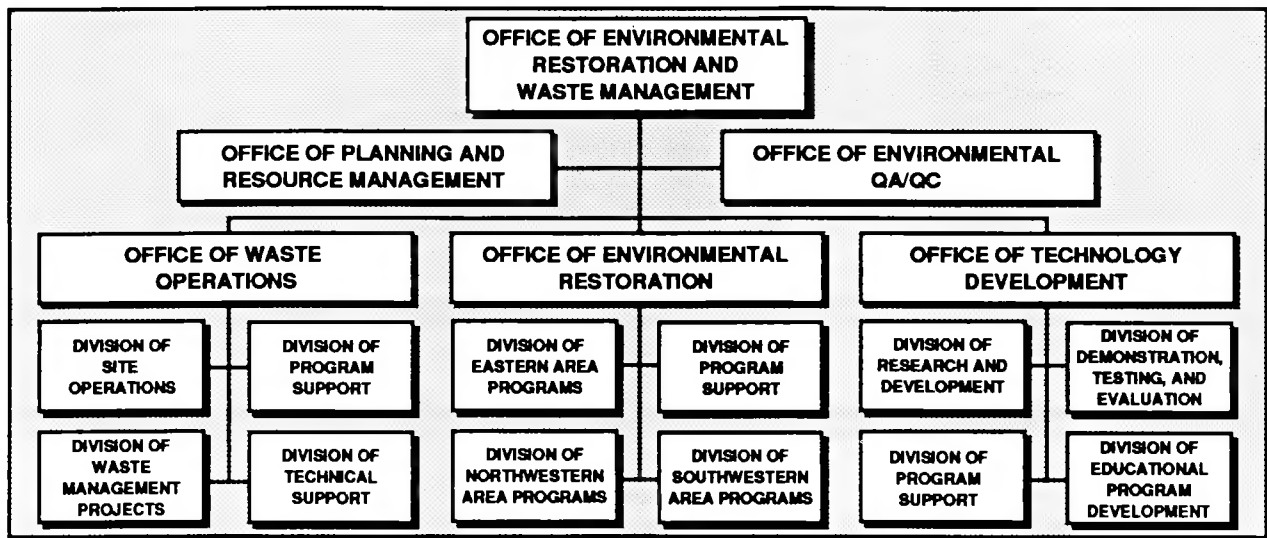 OFFICE OF ENVIRONMENTAL
RESTORATION AND
WASTE MANAGEMENT
OFFICE OF PLANNING AND
RESOURCE MANAGEMENT
OFFICE OF ENVIRONMENTAL
QA/QC
OFFICE OF WASTE
OPERATIONS
OFFICE OF ENVIRONMENTAL
RESTORATION
OFFICE OF TECHNOLOGY
DEVELOPMENT
DIVISION OF
SITE
OPERATIONS
DIVISION OF
PROGRAM
SUPPORT
DIVISION OF
EASTERN AREA
PROGRAMS
DIVISION OF
PROGRAM
SUPPORT
DIVISION OF
RESEARCH AND
DEVELOPMENT
DIVISION OF
DEMONSTRATION,
TESTING, AND
EVALUATION
DIVISION OF
WASTE
MANAGEMENT
PROJECTS
DIVISION OF
TECHNICAL
SUPPORT
DIVISION OF
NORTHWESTERN
AREA PROGRAMS
DIVISION OF
SOUTHWESTERN
AREA PROGRAMS
DIVISION OF
PROGRAM
SUPPORT
DIVISION OF
EDUCATIONAL
PROGRAM
DEVELOPMENT